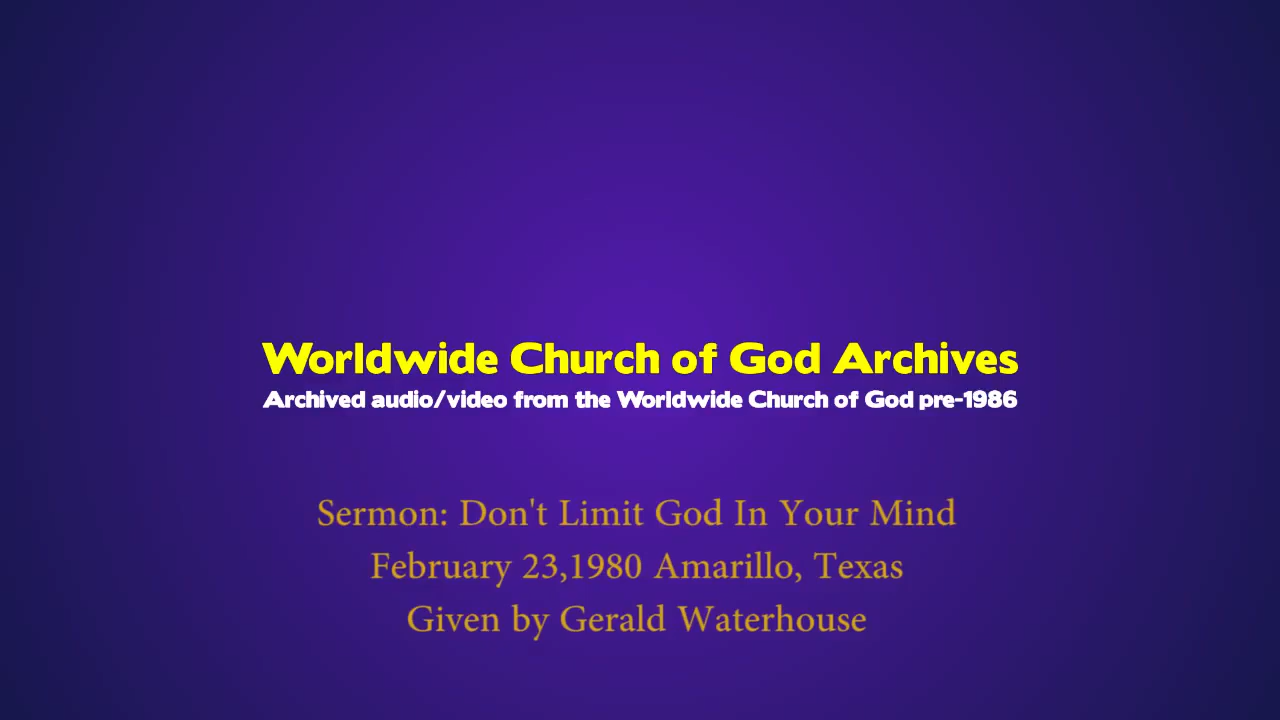 Worldwide Church of God Archives
Archived audio/video from the Worldwide Church of God pre-1986
Sermon: Don't Limit God In Your Mind
February 23,1980 Amarillo, Texas
Given by Gerald Waterhouse